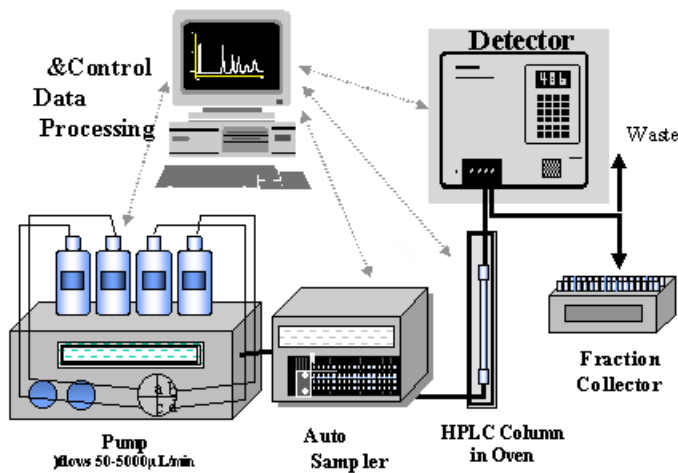 &Control
Data
Processing
Detector
486
Waste
a b
c d
Pump
)flows 50-5000µL/min
Auto
Sampler
HPLC Column
in Oven
Fraction
Collector